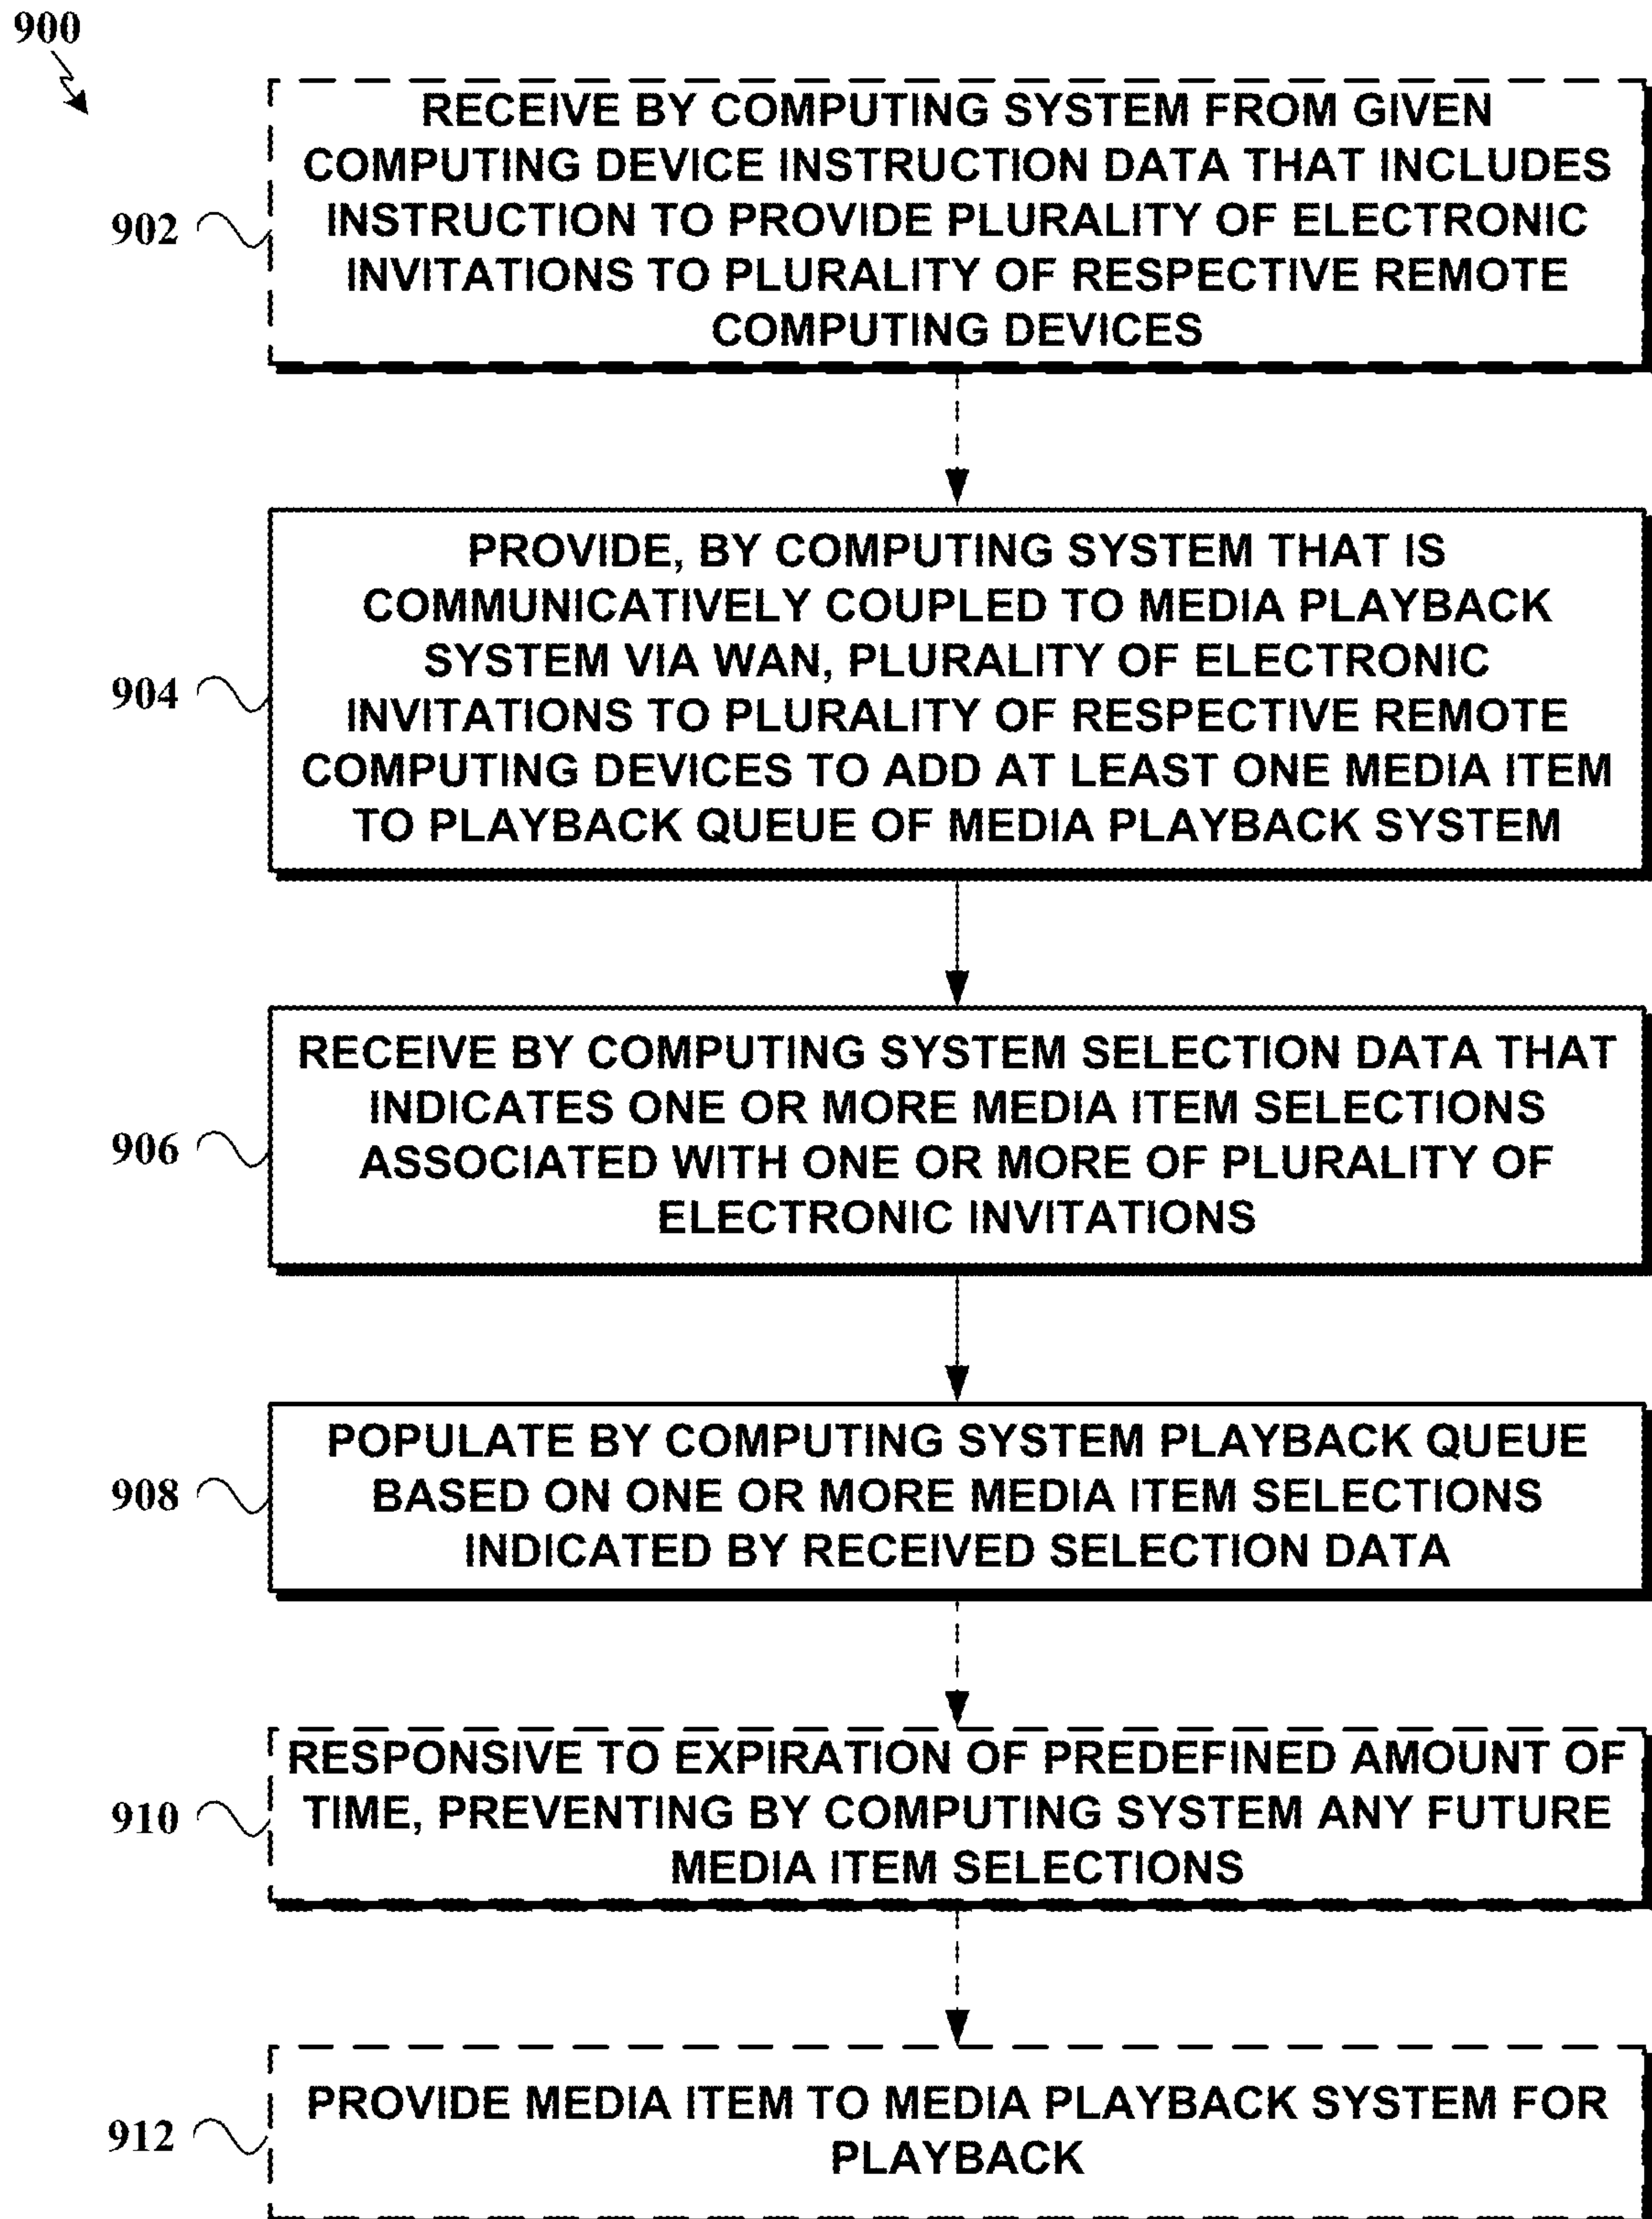 900
RECEIVE BY COMPUTING SYSTEM FROM GIVEN
COMPUTING DEVICE INSTRUCTION DATA THAT INCLUDES
INSTRUCTION TO PROVIDE PLURALITY OF ELECTRONIC
INVITATIONS TO PLURALITY OF RESPECTIVE REMOTE
COMPUTING DEVICES
902
PROVIDE, BY COMPUTING SYSTEM THAT IS
COMMUNICATIVELY COUPLED TO MEDIA PLAYBACK
SYSTEM VIA WAN, PLURALITY OF ELECTRONIC
INVITATIONS TO PLURALITY OF RESPECTIVE REMOTE
COMPUTING DEVICES TO ADD AT LEAST ONE MEDIA ITEM
TO PLAYBACK QUEUE OF MEDIA PLAYBACK SYSTEM
904
RECEIVE BY COMPUTING SYSTEM SELECTION DATA THAT
INDICATES ONE OR MORE MEDIA ITEM SELECTIONS
ASSOCIATED WITH ONE OR MORE OF PLURALITY OF
ELECTRONIC INVITATIONS
906
POPULATE BY COMPUTING SYSTEM PLAYBACK QUEUE
BASED ON ONE OR MORE MEDIA ITEM SELECTIONS
INDICATED BY RECEIVED SELECTION DATA
908
RESPONSIVE TO EXPIRATION OF PREDEFINED AMOUNT OF
TIME, PREVENTING BY COMPUTING SYSTEM ANY FUTURE
MEDIA ITEM SELECTIONS
910
PROVIDE MEDIA ITEM TO MEDIA PLAYBACK SYSTEM FOR
PLAYBACK
912